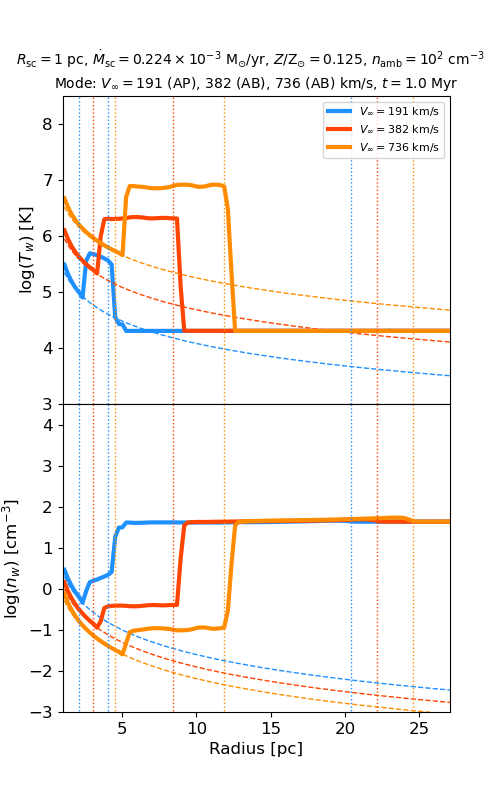 R_sc = 1 pc, Ṁ_sc = 0.224 × 10⁻³ M_⊙/yr, Z/Z_⊙ = 0.125, n_amb = 10² cm⁻³
Mode: V_∞ = 191 (AP), 382 (AB), 736 (AB) km/s, t = 1.0 Myr
V_∞ = 191 km/s
V_∞ = 382 km/s
V_∞ = 736 km/s
8
7
6
5
4
3
log(T_w) [K]
4
3
2
1
0
−1
−2
−3
log(n_w) [cm⁻³]
5 10 15 20 25
Radius [pc]